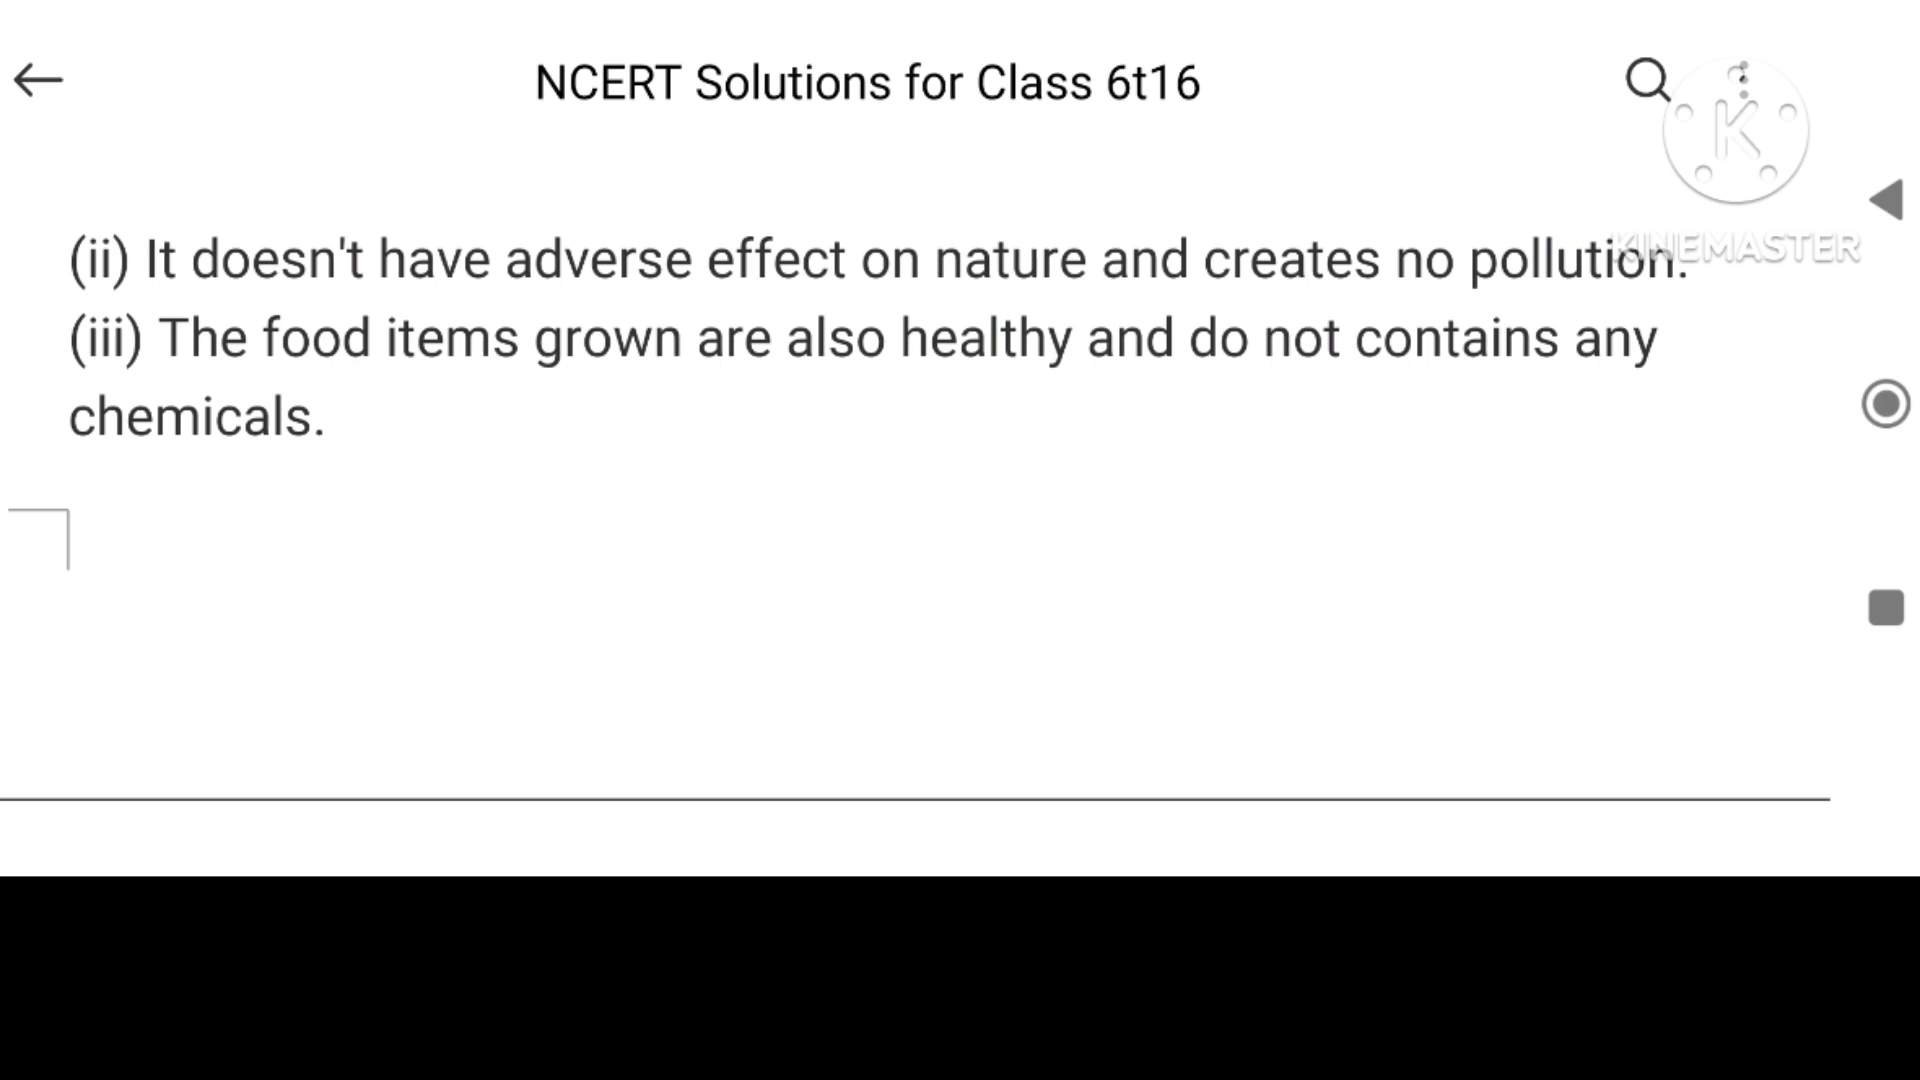 NCERT Solutions for Class 6t16
K
KINEMASTER
(ii) It doesn't have adverse effect on nature and creates no pollution.
(iii) The food items grown are also healthy and do not contains any
chemicals.